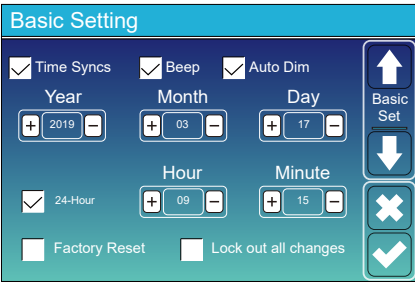 Basic Setting
Time Syncs Beep Auto Dim
Year Month Day
+ 2019 - + 03 - + 17 -
Basic
Set
Hour Minute
24-Hour + 09 - + 15 -
Factory Reset Lock out all changes